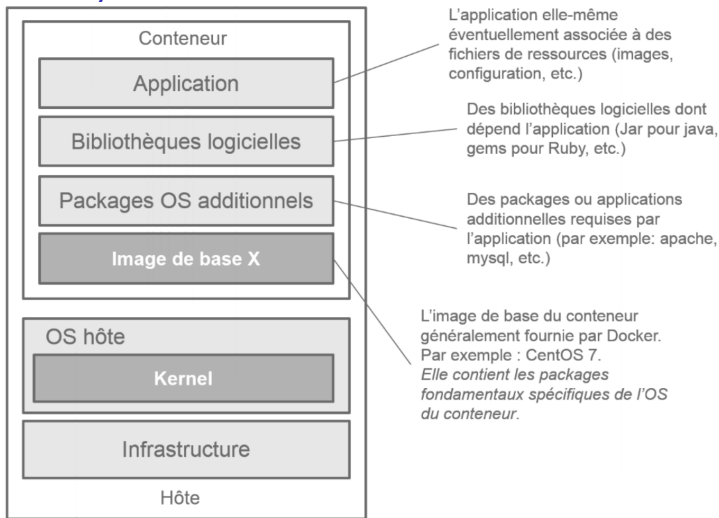 Conteneur
Application
Bibliothèques logicielles
Packages OS additionnels
Image de base X
OS hôte
Kernel
Infrastructure
Hôte
L’application elle-même
éventuellement associée à des
fichiers de ressources (images,
configuration, etc.)
Des bibliothèques logicielles dont
dépend l’application (Jar pour java,
gems pour Ruby, etc.)
Des packages ou applications
additionnelles requises par
l’application (par exemple: apache,
mysql, etc.)
L’image de base du conteneur
généralement fournie par Docker.
Par exemple : CentOS 7.
Elle contient les packages
fondamentaux spécifiques de l’OS
du conteneur.